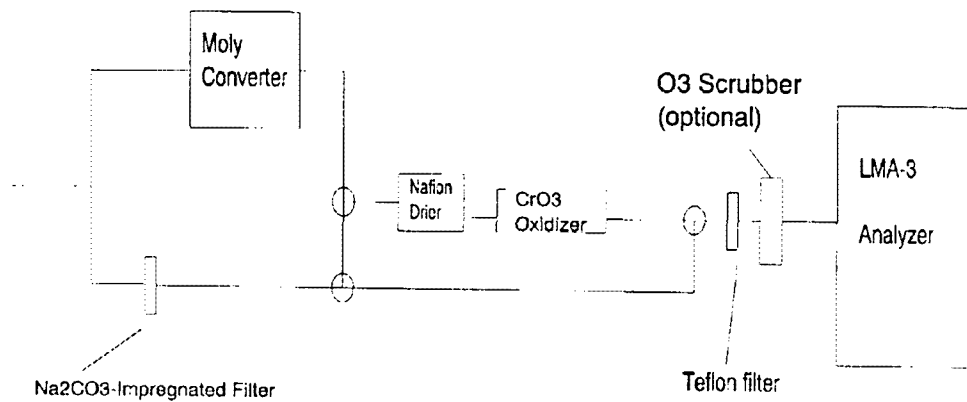 Moly
Converter
O3 Scrubber
(optional)
Nafion
Drier
CrO3
Oxidizer
LMA-3
Analyzer
Na2CO3-Impregnated Filter
Teflon filter